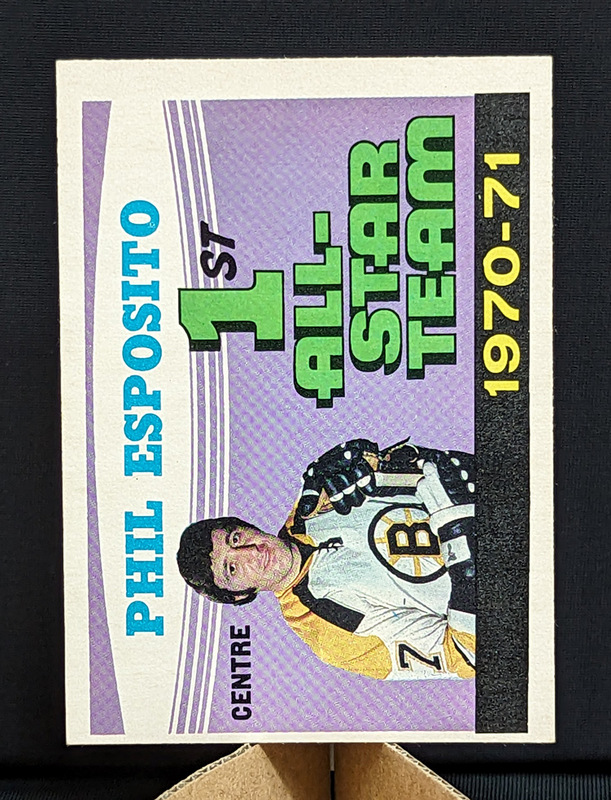 PHIL ESPOSITO
CENTRE
1ST
ALL-
STAR
TEAM
B
7
1970-71